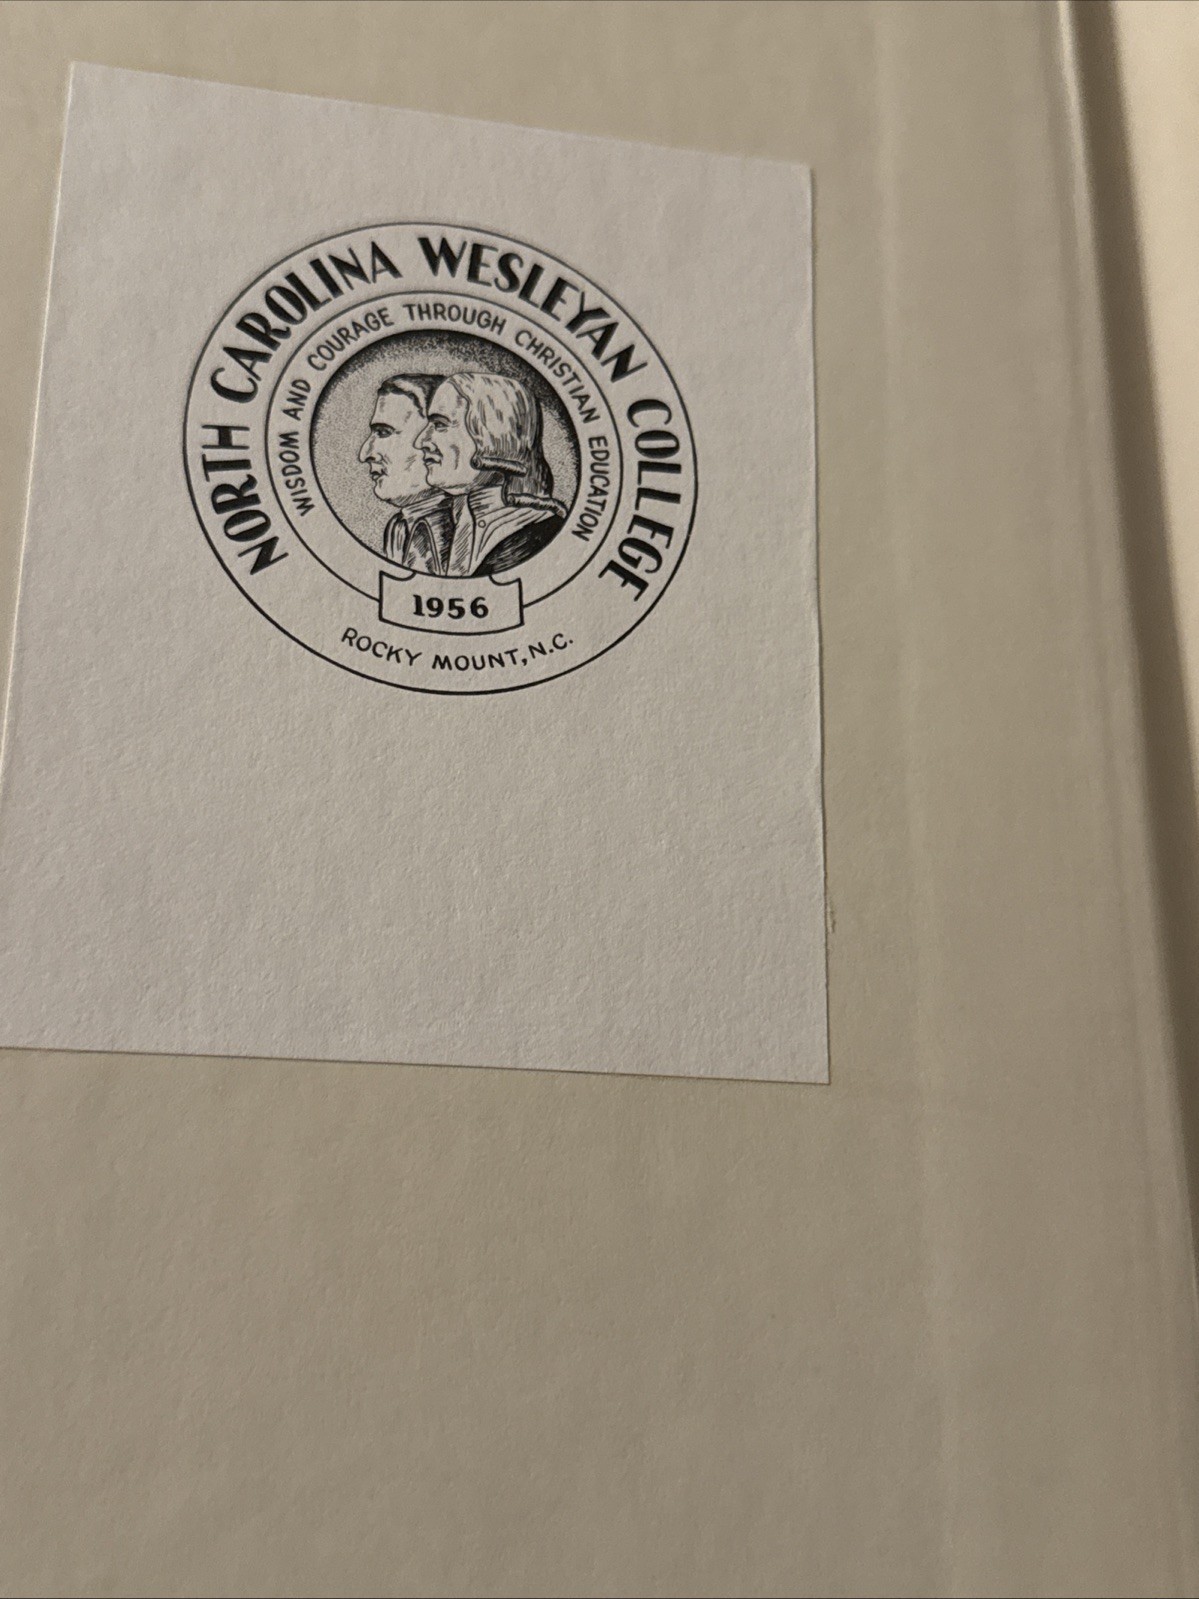 NORTH CAROLINA WESLEYAN COLLEGE
WISDOM AND COURAGE THROUGH CHRISTIAN EDUCATION
1956
ROCKY MOUNT, N.C.